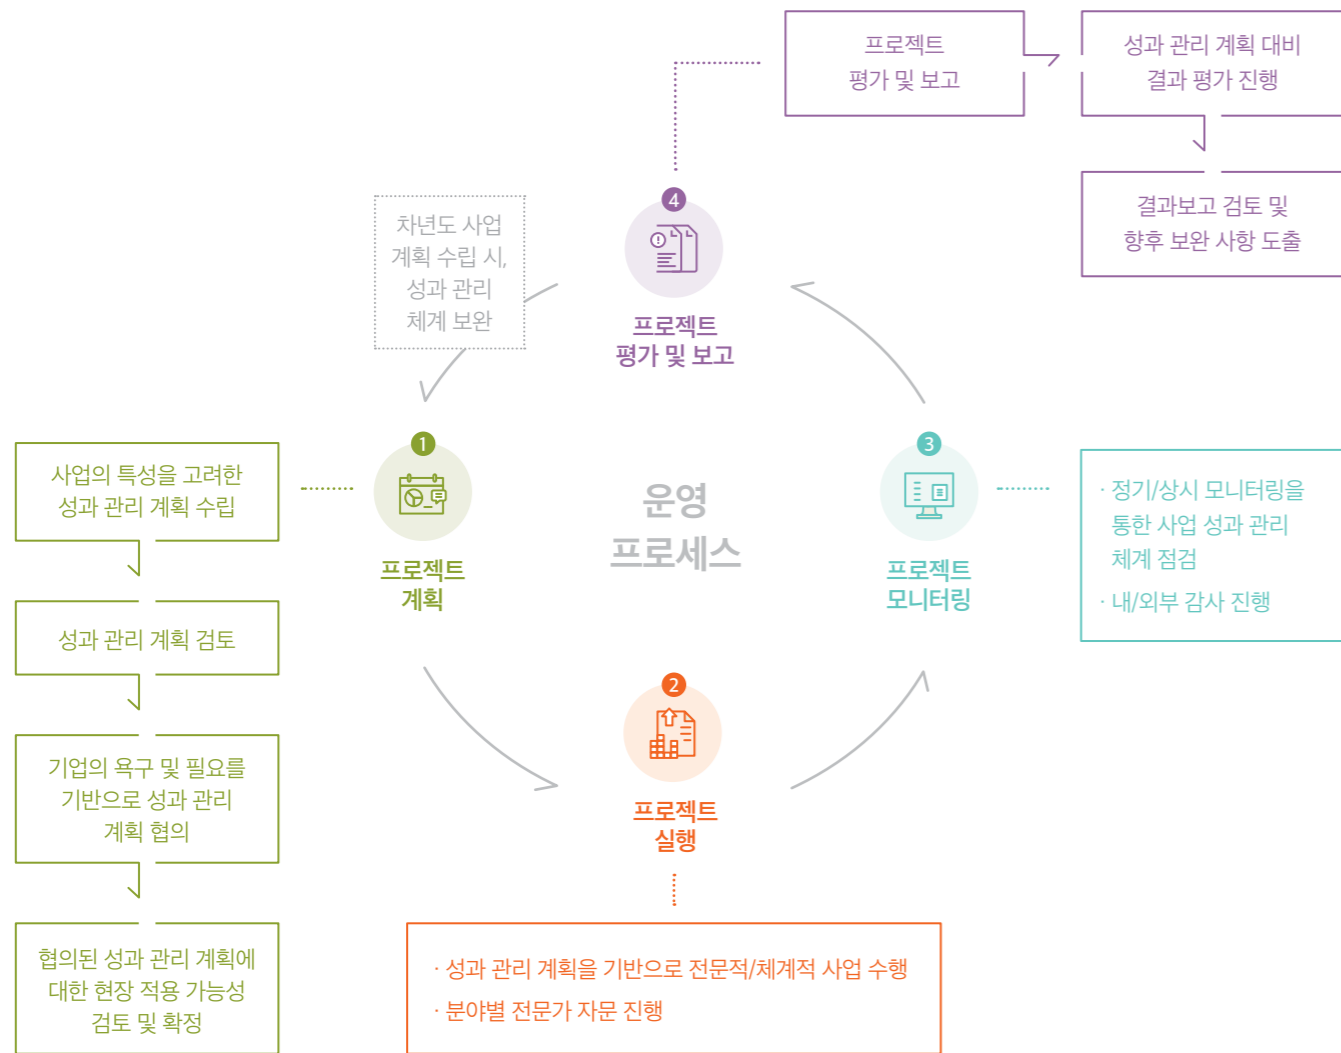 프로젝트
평가 및 보고
성과 관리 계획 대비
결과 평가 진행
결과보고 검토 및
향후 보완 사항 도출
4
프로젝트
평가 및 보고
차년도 사업
계획 수립 시,
성과 관리
체계 보완
1
프로젝트
계획
사업의 특성을 고려한
성과 관리 계획 수립
성과 관리 계획 검토
기업의 욕구 및 필요를
기반으로 성과 관리
계획 협의
협의된 성과 관리 계획에
대한 현장 적용 가능성
검토 및 확정
운영
프로세스
3
프로젝트
모니터링
· 정기/상시 모니터링을
통한 사업 성과 관리
체계 점검
· 내/외부 감사 진행
2
프로젝트
실행
· 성과 관리 계획을 기반으로 전문적/체계적 사업 수행
· 분야별 전문가 자문 진행